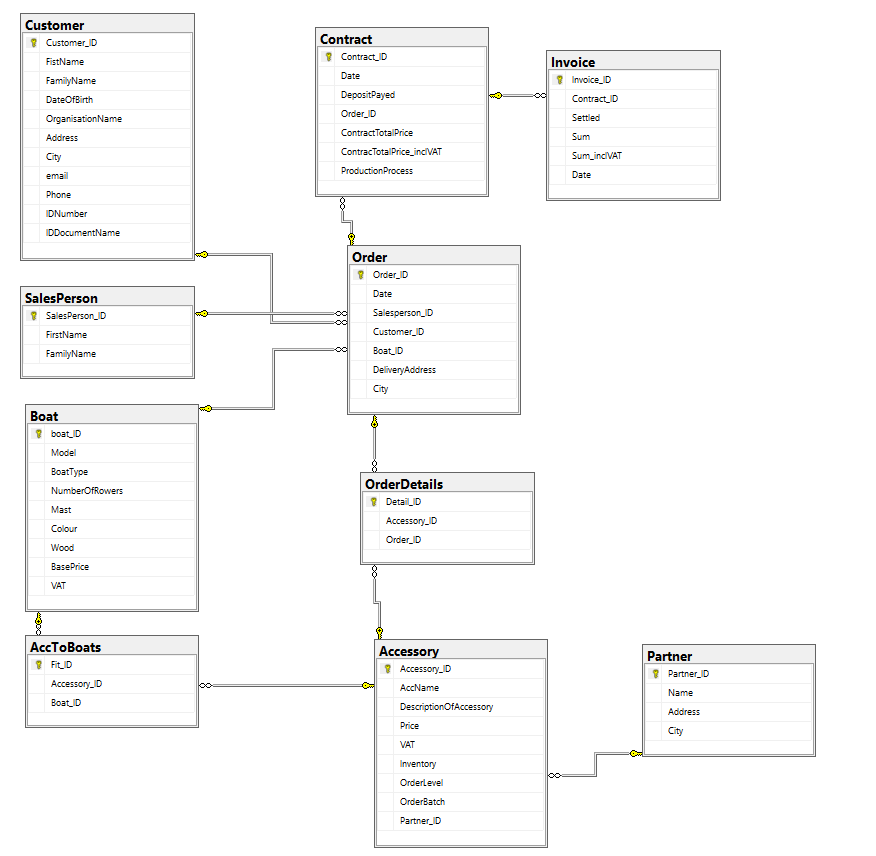 Customer
Customer_ID
FistName
FamilyName
DateOfBirth
OrganisationName
Address
City
email
Phone
IDNumber
IDDocumentName
Contract
Contract_ID
Date
DepositPayed
Order_ID
ContractTotalPrice
ContracTotalPrice_inclVAT
ProductionProcess
Invoice
Invoice_ID
Contract_ID
Settled
Sum
Sum_inclVAT
Date
SalesPerson
SalesPerson_ID
FirstName
FamilyName
Order
Order_ID
Date
Salesperson_ID
Customer_ID
Boat_ID
DeliveryAddress
City
Boat
boat_ID
Model
BoatType
NumberOfRowers
Mast
Colour
Wood
BasePrice
VAT
OrderDetails
Detail_ID
Accessory_ID
Order_ID
AccToBoats
Fit_ID
Accessory_ID
Boat_ID
Accessory
Accessory_ID
AccName
DescriptionOfAccessory
Price
VAT
Inventory
OrderLevel
OrderBatch
Partner_ID
Partner
Partner_ID
Name
Address
City